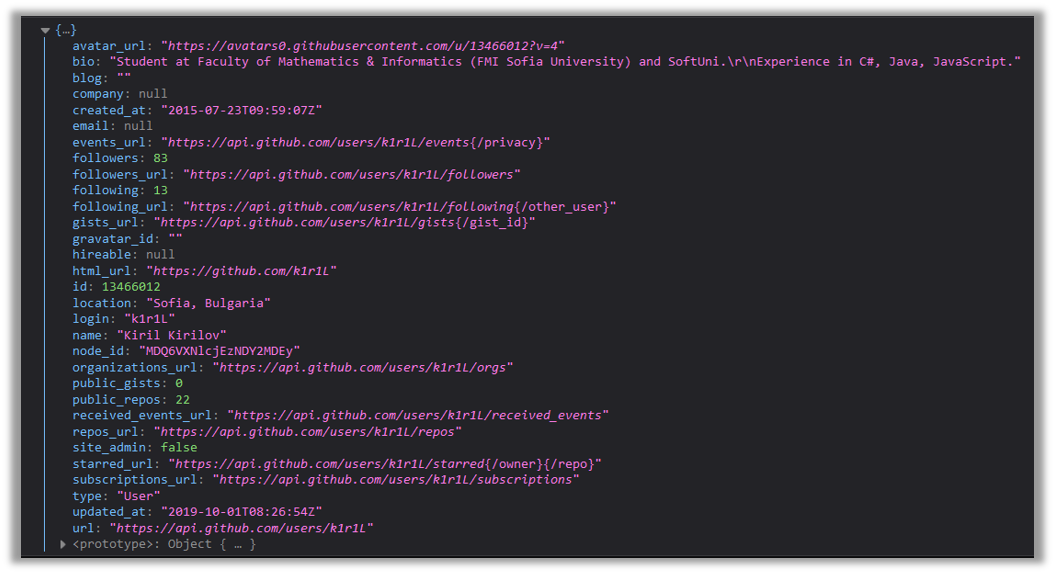 {…}
avatar_url: "https://avatars0.githubusercontent.com/u/13466012?v=4"
bio: "Student at Faculty of Mathematics & Informatics (FMI Sofia University) and SoftUni.\r\nExperience in C#, Java, JavaScript."
blog: ""
company: null
created_at: "2015-07-23T09:59:07Z"
email: null
events_url: "https://api.github.com/users/k1r1L/events{/privacy}"
followers: 83
followers_url: "https://api.github.com/users/k1r1L/followers"
following: 13
following_url: "https://api.github.com/users/k1r1L/following{/other_user}"
gists_url: "https://api.github.com/users/k1r1L/gists{/gist_id}"
gravatar_id: ""
hireable: null
html_url: "https://github.com/k1r1L"
id: 13466012
location: "Sofia, Bulgaria"
login: "k1r1L"
name: "Kiril Kirilov"
node_id: "MDQ6VXNlcjEzNDY2MDEy"
organizations_url: "https://api.github.com/users/k1r1L/orgs"
public_gists: 0
public_repos: 22
received_events_url: "https://api.github.com/users/k1r1L/received_events"
repos_url: "https://api.github.com/users/k1r1L/repos"
site_admin: false
starred_url: "https://api.github.com/users/k1r1L/starred{/owner}{/repo}"
subscriptions_url: "https://api.github.com/users/k1r1L/subscriptions"
type: "User"
updated_at: "2019-10-01T08:26:54Z"
url: "https://api.github.com/users/k1r1L"
<prototype>: Object { … }